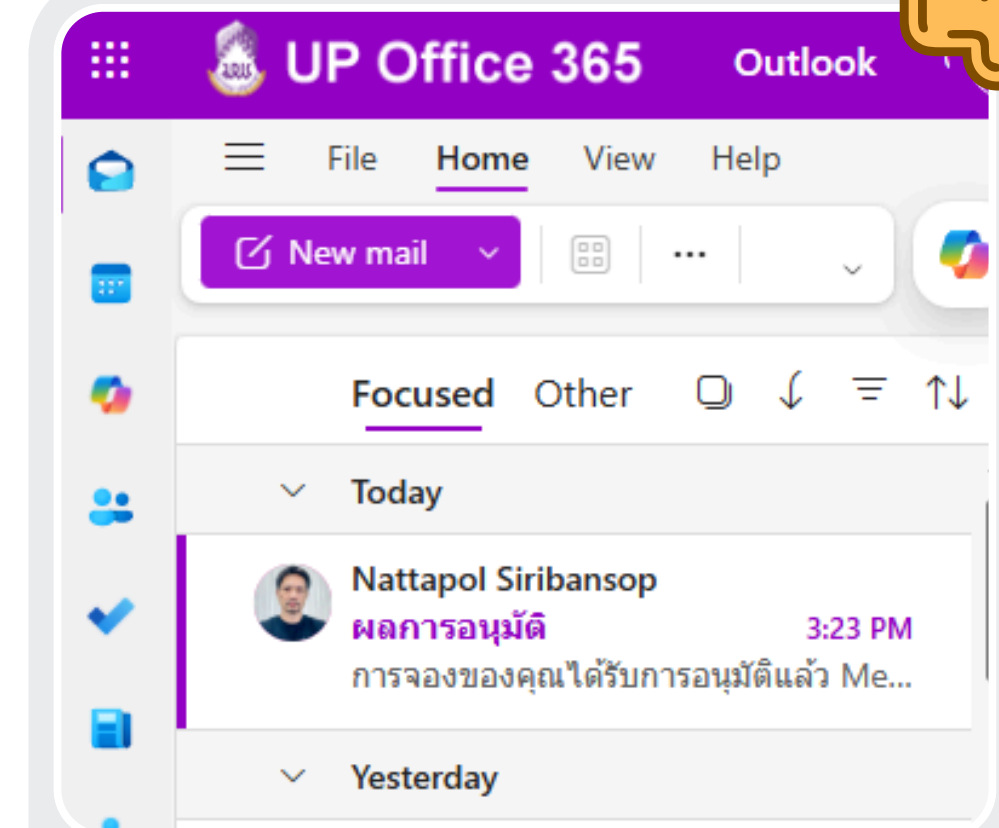 UP Office 365 Outlook
File Home View Help
New mail
Focused Other
Today
Nattapol Siribansop
ผลการอนุมัติ 3:23 PM
การจองของคุณได้รับการอนุมัติแล้ว Me...
Yesterday